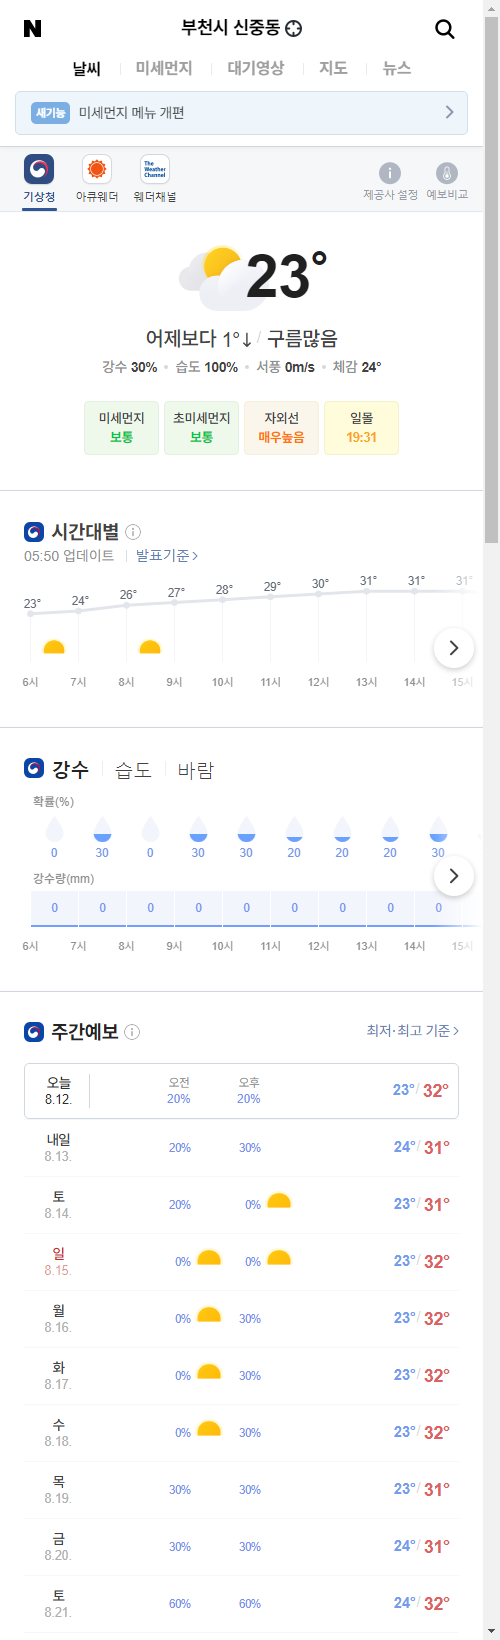 N
부천시 신중동
날씨 미세먼지 대기영상 지도 뉴스
새기능 미세먼지 메뉴 개편
The Weather Channel
기상청 아큐웨더 웨더채널 제공사 설정 예보비교
23°
어제보다 1°↓ / 구름많음
강수 30% • 습도 100% • 서풍 0m/s • 체감 24°
미세먼지 초미세먼지 자외선 일몰
보통 보통 매우높음 19:31
시간대별
05:50 업데이트 발표기준 >
23° 24° 26° 27° 28° 29° 30° 31° 31° 31°
6시 7시 8시 9시 10시 11시 12시 13시 14시 15시
강수 습도 바람
확률(%)
0 30 0 30 30 20 20 20 30
강수량(mm)
0 0 0 0 0 0 0 0 0
6시 7시 8시 9시 10시 11시 12시 13시 14시 15시
주간예보 최저·최고 기준 >
오늘 오전 오후
8.12. 20% 20% 23° / 32°
내일
8.13. 20% 30% 24° / 31°
토
8.14. 20% 0% 23° / 31°
일
8.15. 0% 0% 23° / 32°
월
8.16. 0% 30% 23° / 32°
화
8.17. 0% 30% 23° / 32°
수
8.18. 0% 30% 23° / 32°
목
8.19. 30% 30% 23° / 31°
금
8.20. 30% 30% 24° / 31°
토
8.21. 60% 60% 24° / 32°